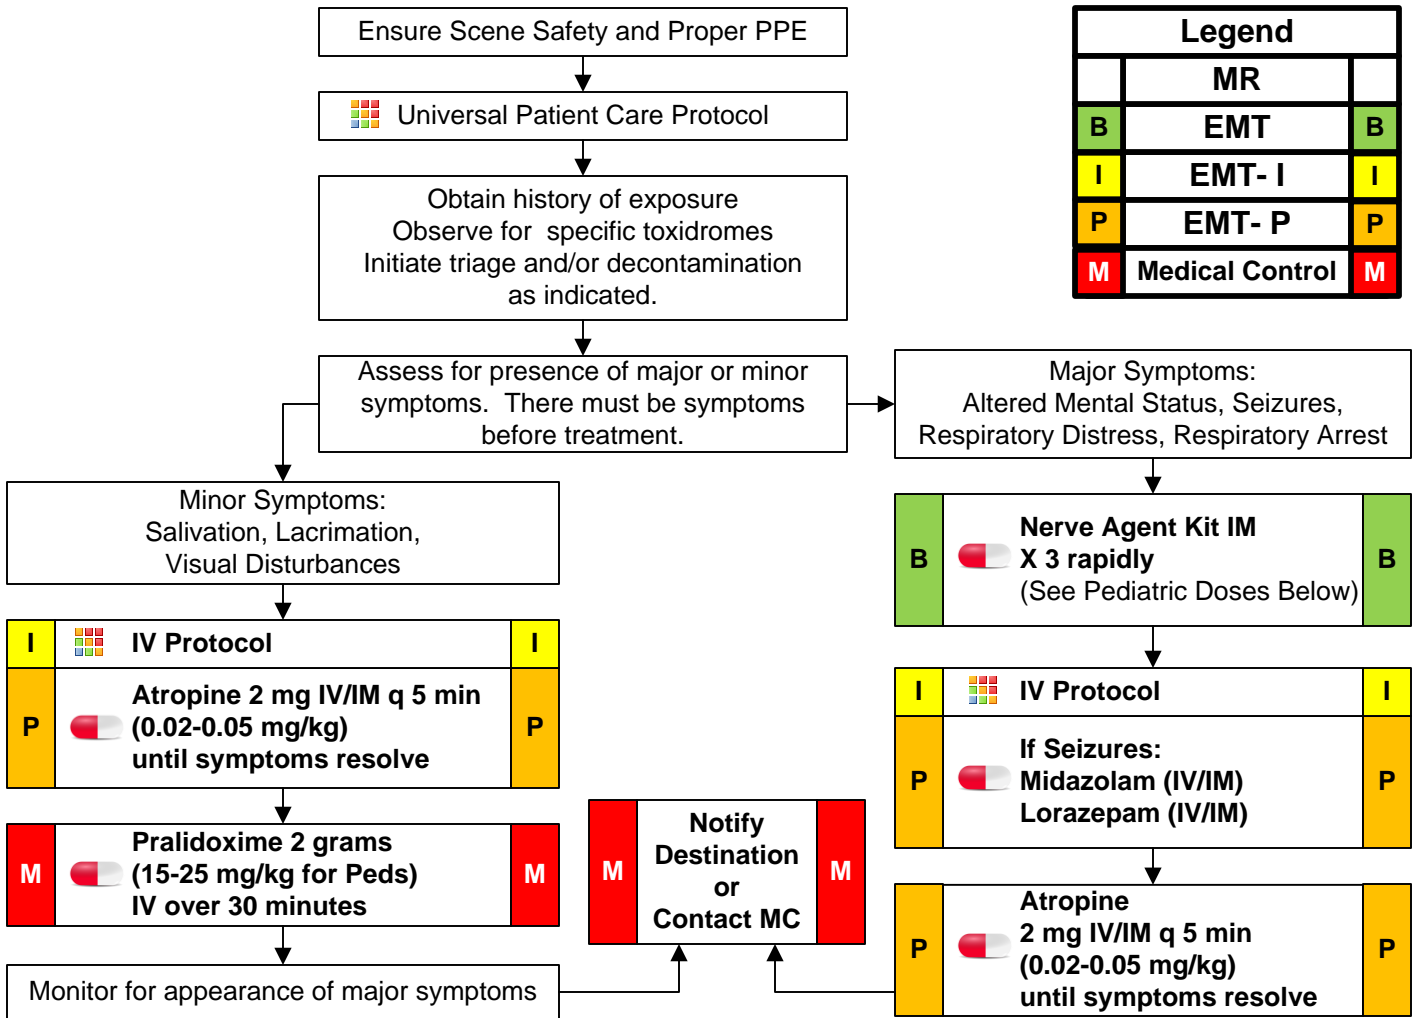 Ensure Scene Safety and Proper PPE
Universal Patient Care Protocol
Obtain history of exposure
Observe for specific toxidromes
Initiate triage and/or decontamination
as indicated.
Assess for presence of major or minor
symptoms. There must be symptoms
before treatment.
Legend
MR
B EMT B
I EMT- I I
P EMT- P P
M Medical Control M
Minor Symptoms:
Salivation, Lacrimation,
Visual Disturbances
I IV Protocol I
Atropine 2 mg IV/IM q 5 min
P (0.02-0.05 mg/kg) P
until symptoms resolve
Pralidoxime 2 grams
M (15-25 mg/kg for Peds) M
IV over 30 minutes
Monitor for appearance of major symptoms
Major Symptoms:
Altered Mental Status, Seizures,
Respiratory Distress, Respiratory Arrest
Nerve Agent Kit IM
B X 3 rapidly B
(See Pediatric Doses Below)
I IV Protocol I
If Seizures:
P Midazolam (IV/IM) P
Lorazepam (IV/IM)
Atropine
2 mg IV/IM q 5 min
P (0.02-0.05 mg/kg) P
until symptoms resolve
Notify
Destination
M or M
Contact MC